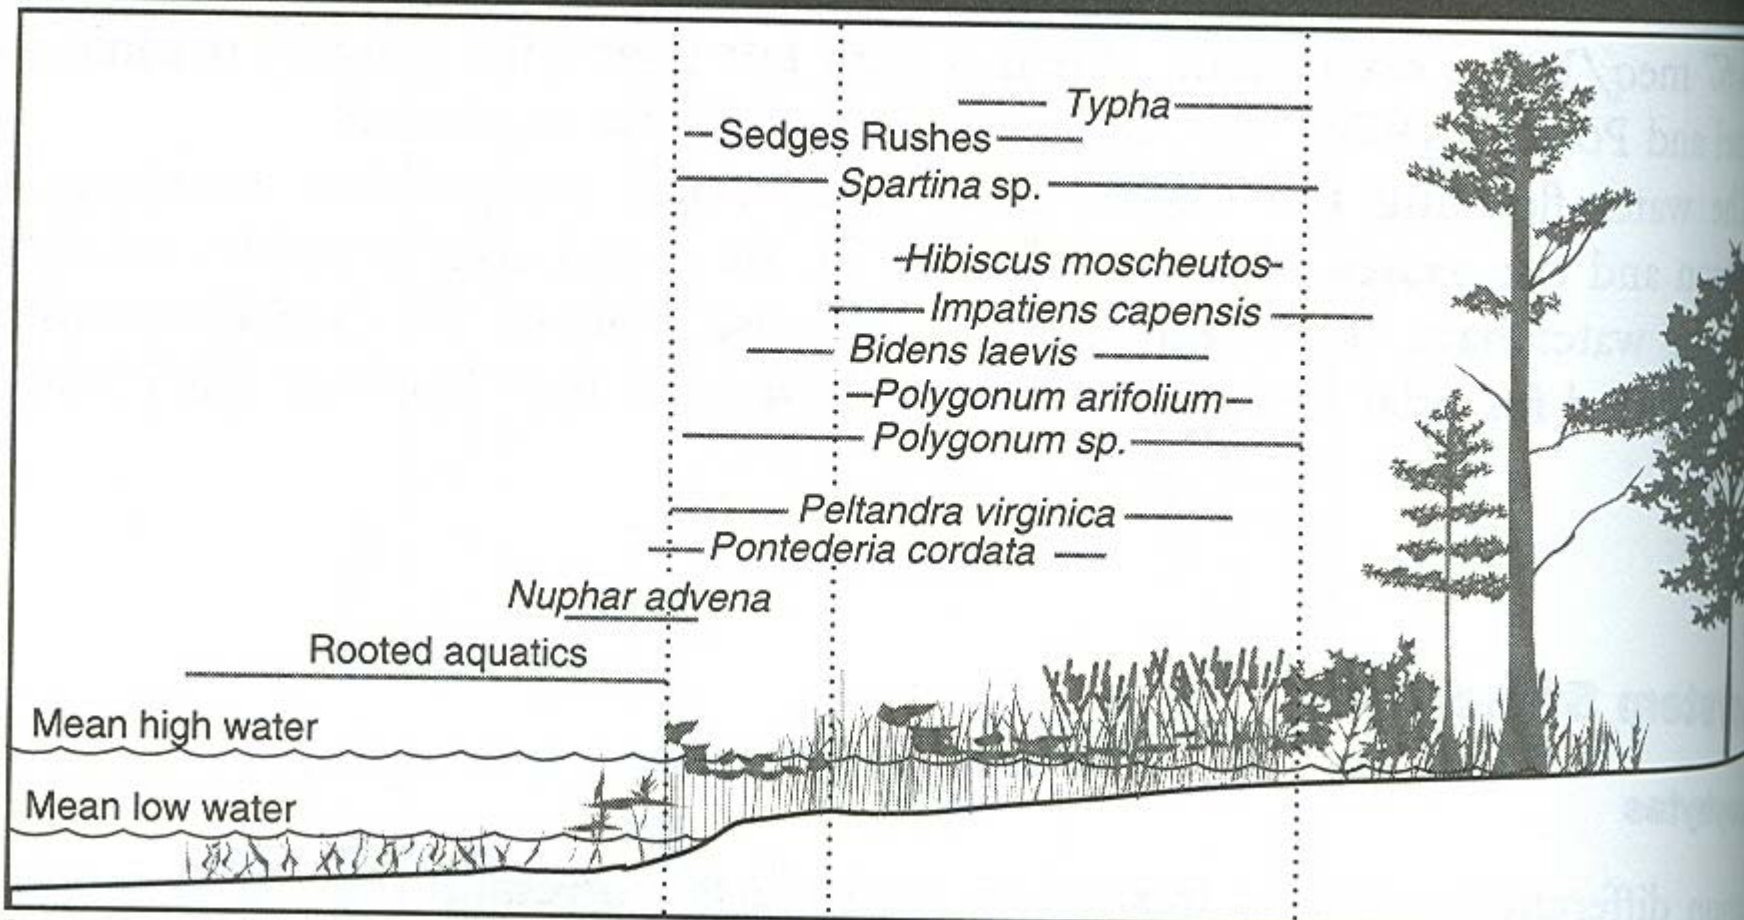 Typha
Sedges Rushes
Spartina sp.
Hibiscus moscheutos
Impatiens capensis
Bidens laevis
Polygonum arifolium
Polygonum sp.
Peltandra virginica
Pontederia cordata
Nuphar advena
Rooted aquatics
Mean high water
Mean low water